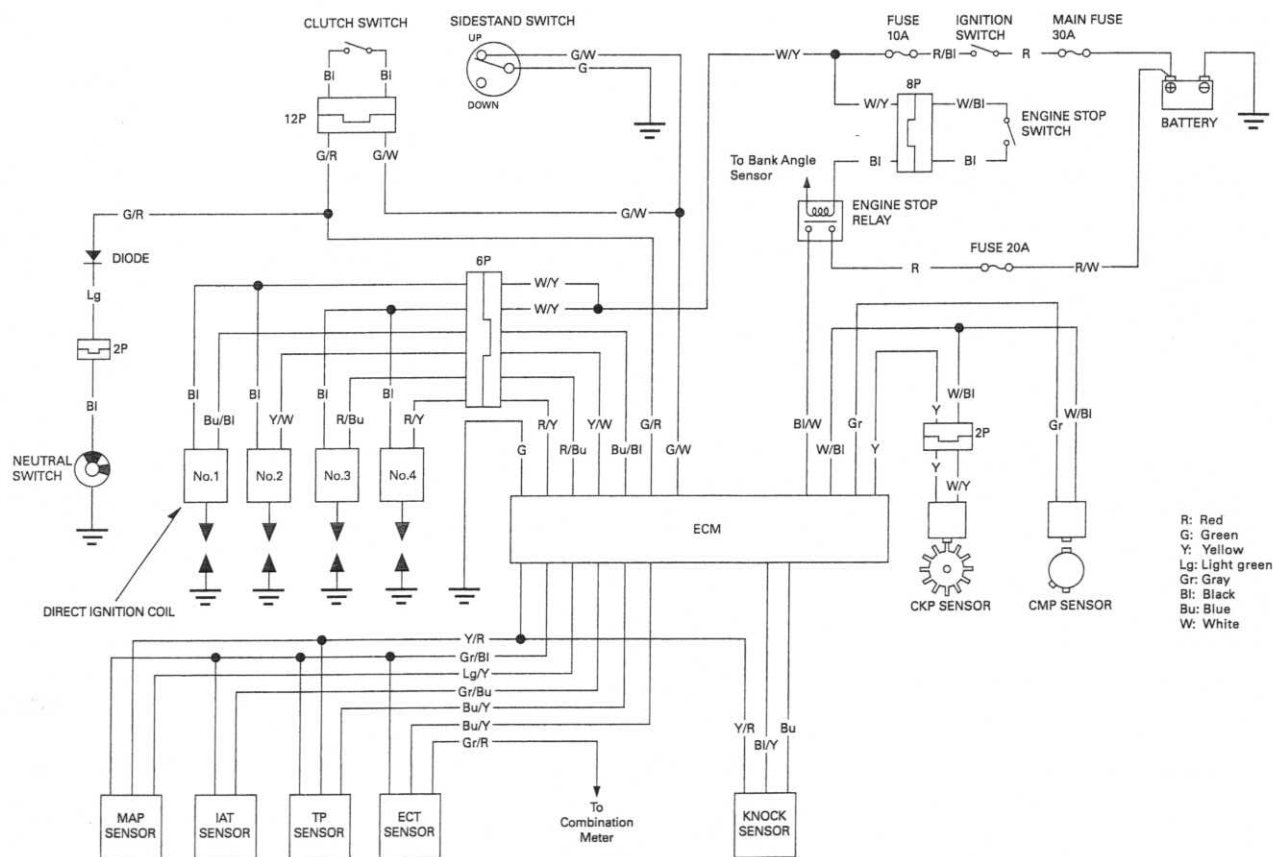 CLUTCH SWITCH
SIDESTAND SWITCH
UP
DOWN
FUSE
10A
IGNITION
SWITCH
MAIN FUSE
30A
W/Y
R/Bl
R
G/W
G
Bl
Bl
12P
G/R
G/W
8P
W/Y
W/Bl
Bl
Bl
ENGINE STOP
SWITCH
BATTERY
To Bank Angle
Sensor
ENGINE STOP
RELAY
FUSE 20A
R
R/W
G/R
G/W
DIODE
Lg
2P
Bl
NEUTRAL
SWITCH
6P
W/Y
W/Y
Bl
Bu/Bl
Bl
Y/W
Bl
R/Bu
Bl
R/Y
G
R/Y
R/Bu
Y/W
Bu/Bl
G/R
G/W
Bl/W
W/Bl
Gr
Y
Y
W/Bl
2P
Y
W/Y
Gr
W/Bl
No.1
No.2
No.3
No.4
ECM
DIRECT IGNITION COIL
CKP SENSOR
CMP SENSOR
R: Red
G: Green
Y: Yellow
Lg: Light green
Gr: Gray
Bl: Black
Bu: Blue
W: White
Y/R
Gr/Bl
Lg/Y
Gr/Bu
Bu/Y
Bu/Y
Gr/R
Y/R
Bl/Y
Bu
MAP
SENSOR
IAT
SENSOR
TP
SENSOR
ECT
SENSOR
To
Combination
Meter
KNOCK
SENSOR